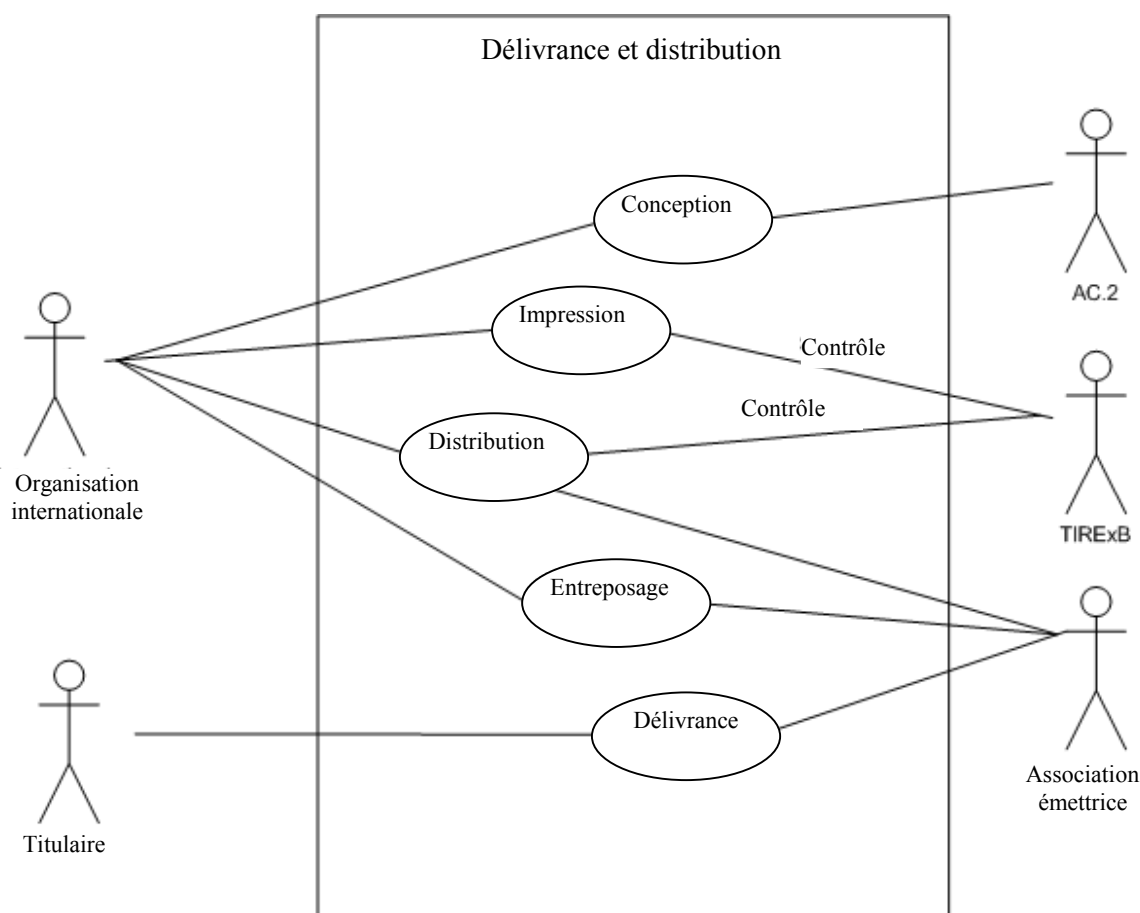 Délivrance et distribution
Conception
AC.2
Impression
Contrôle
Contrôle
Distribution
Organisation
internationale
TIRExB
Entreposage
Délivrance
Association
émettrice
Titulaire